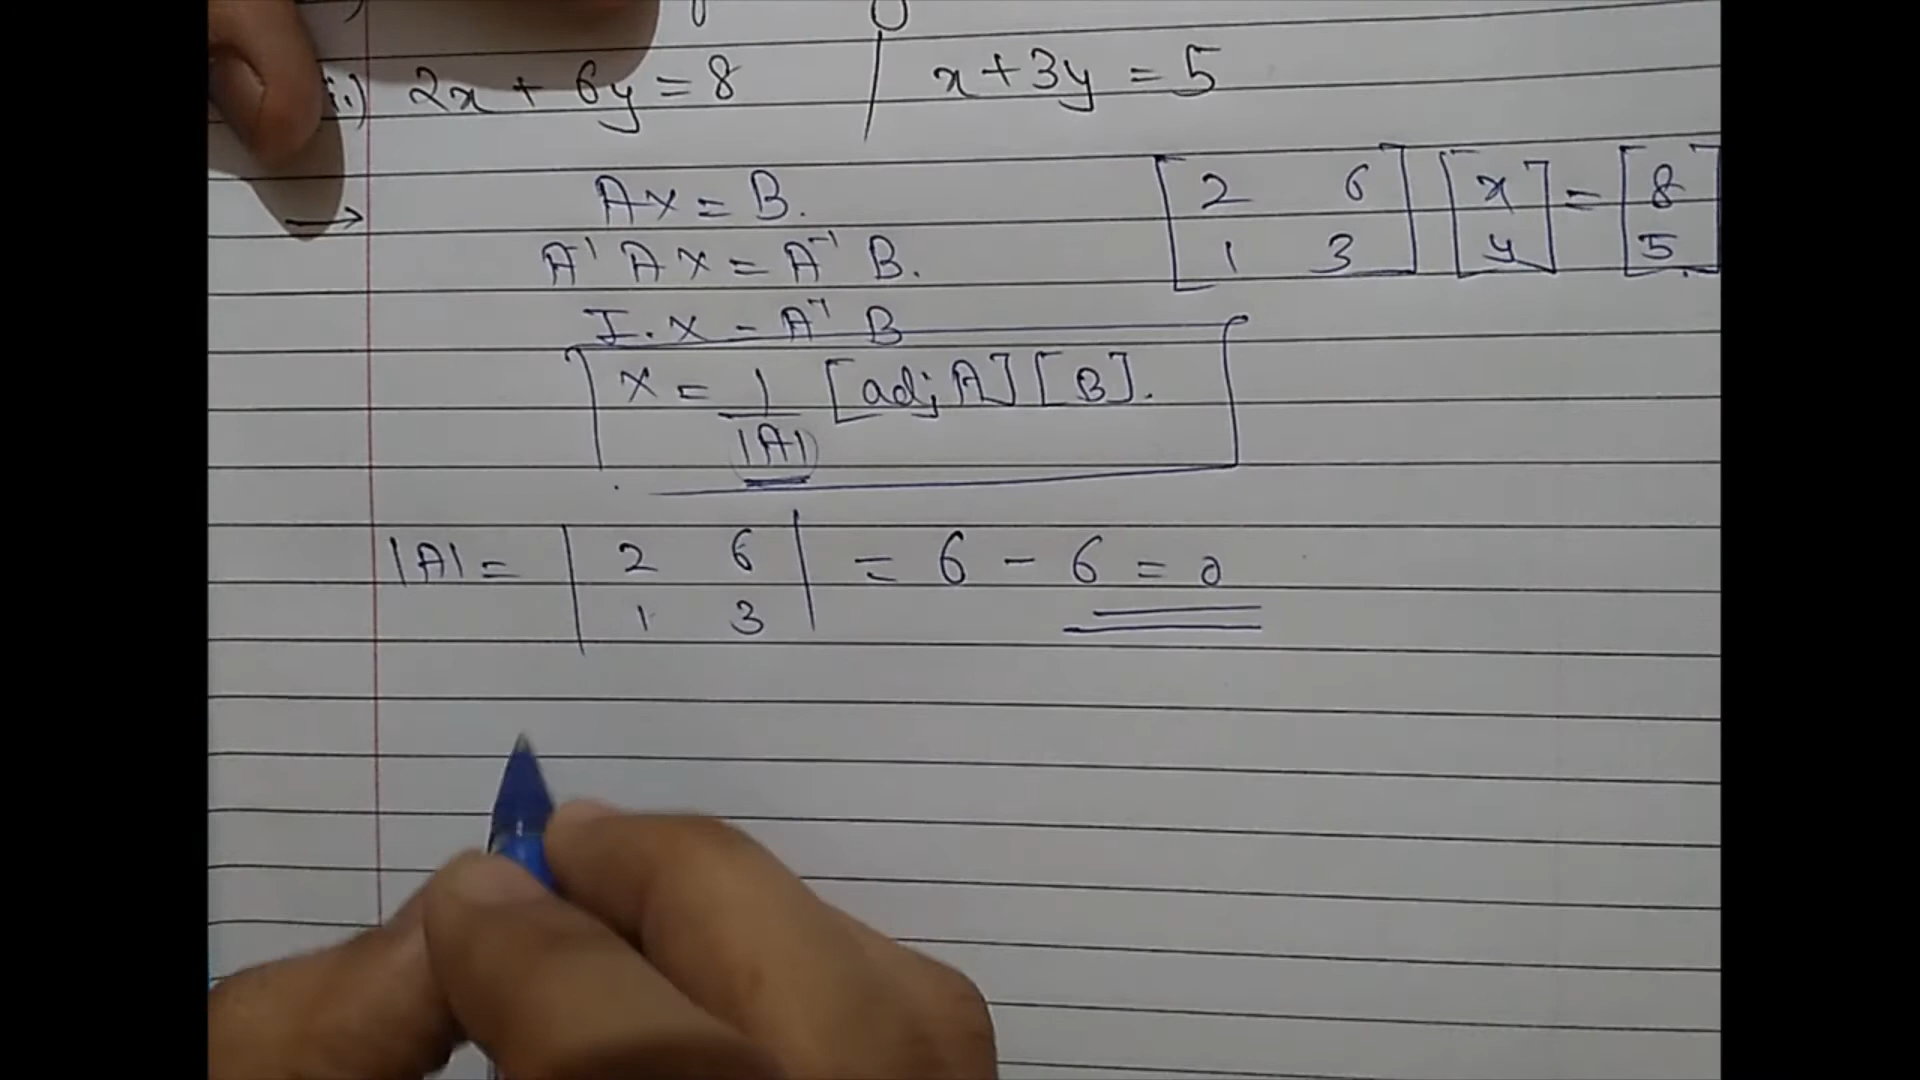 ii) 2x + 6y = 8 / x + 3y = 5
AX = B. [2 6 1 3] [x y] = [8 5]
A⁻¹ A X = A⁻¹ B.
I. X = A⁻¹ B
X = 1/|A| [adj A] [B].
|A| = | 2 6 | = 6 - 6 = 0
1 3